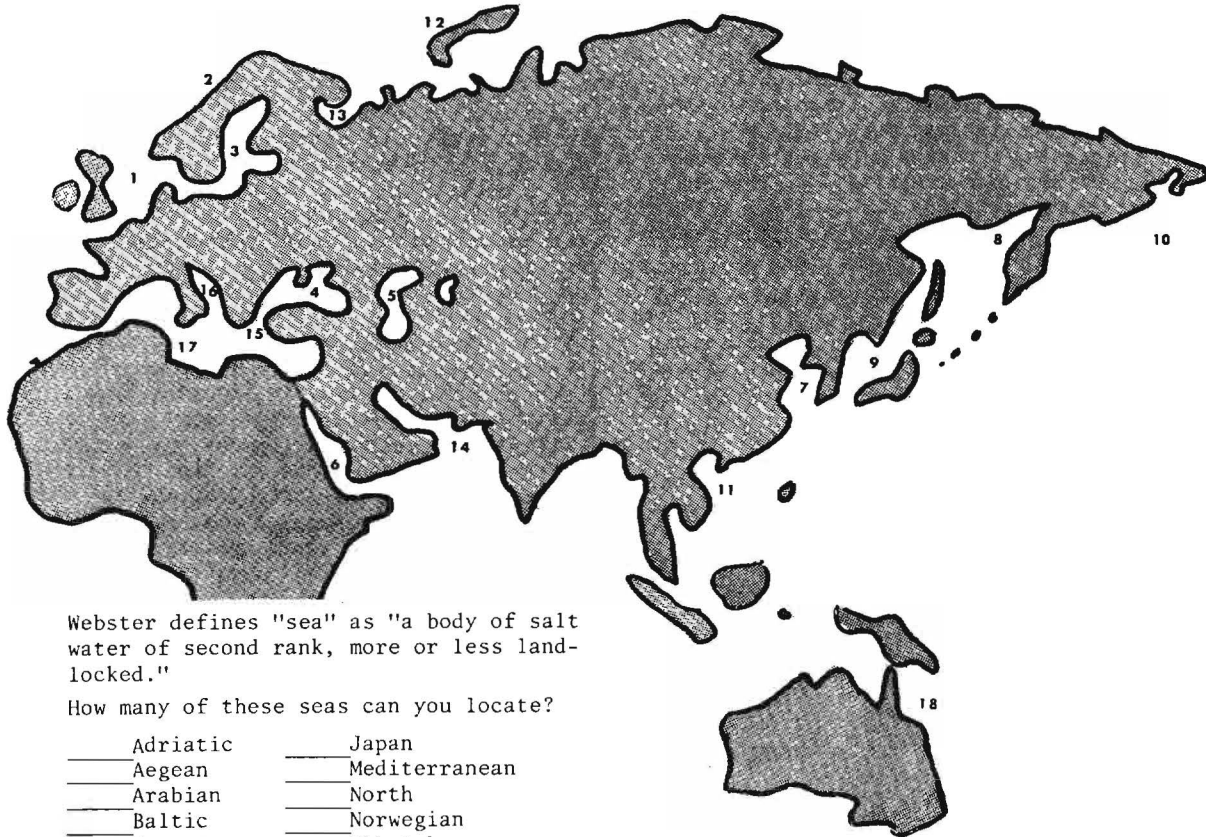 12
2
13
3
1
8
10
16
4
5
15
17
9
7
14
6
11
Webster defines "sea" as "a body of salt
water of second rank, more or less land-
locked."
How many of these seas can you locate?
18
Adriatic Japan
Aegean Mediterranean
Arabian North
Baltic Norwegian